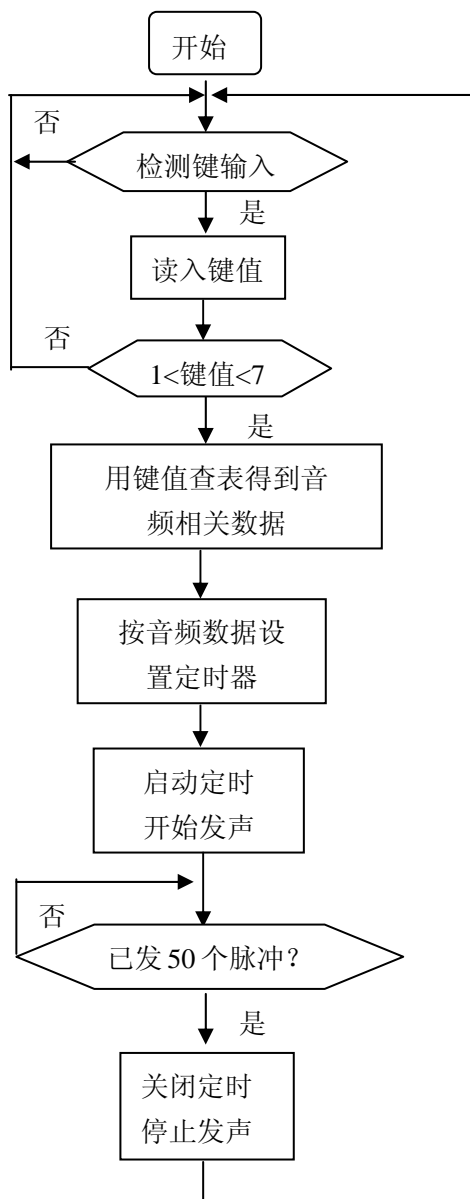 开始
否
检测键输入
是
读入键值
否
1<键值<7
是
用键值查表得到音
频相关数据
按音频数据设
置定时器
启动定时
开始发声
否
已发 50 个脉冲？
是
关闭定时
停止发声